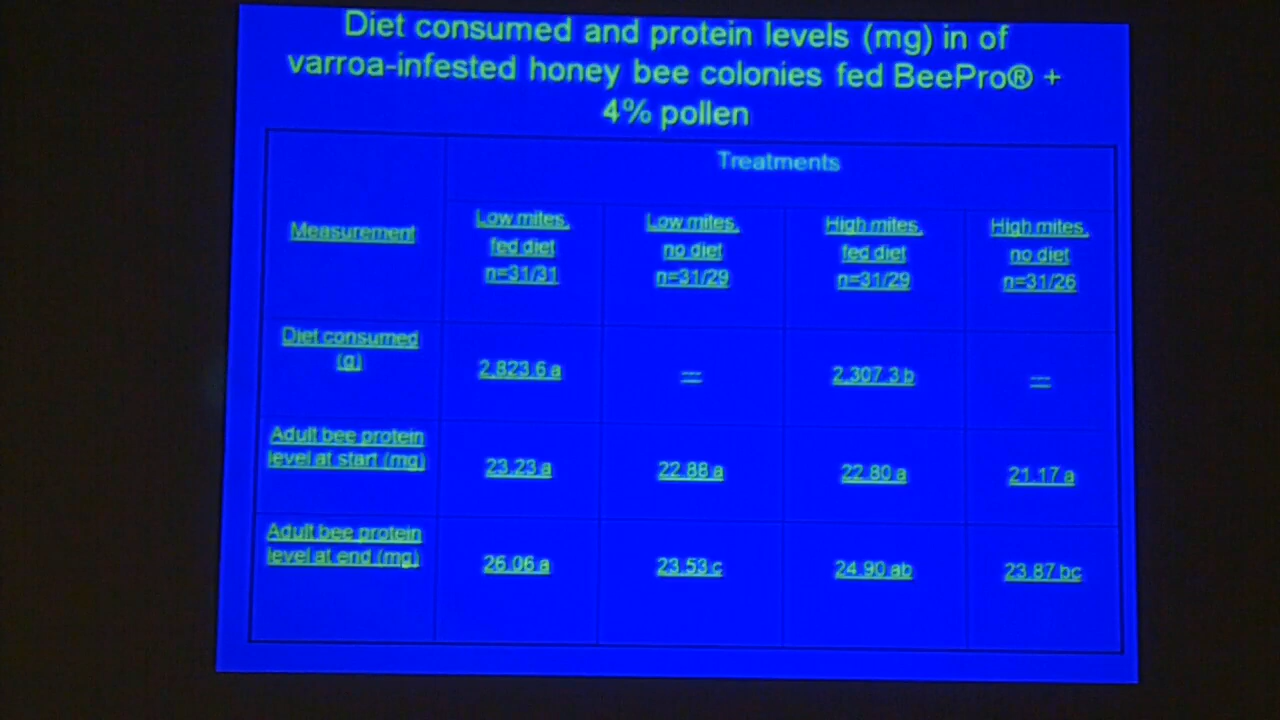 Diet consumed and protein levels (mg) in of
varroa-infested honey bee colonies fed BeePro® +
4% pollen
Treatments
Measurement
Low mites,
fed diet
n=31/31
Low mites,
no diet
n=31/29
High mites,
fed diet
n=31/29
High mites,
no diet
n=31/26
Diet consumed
(g)
2,823.6 a
---
2,307.3 b
---
Adult bee protein
level at start (mg)
23.23 a
22.88 a
22.80 a
21.17 a
Adult bee protein
level at end (mg)
26.06 a
23.53 c
24.90 ab
23.87 bc